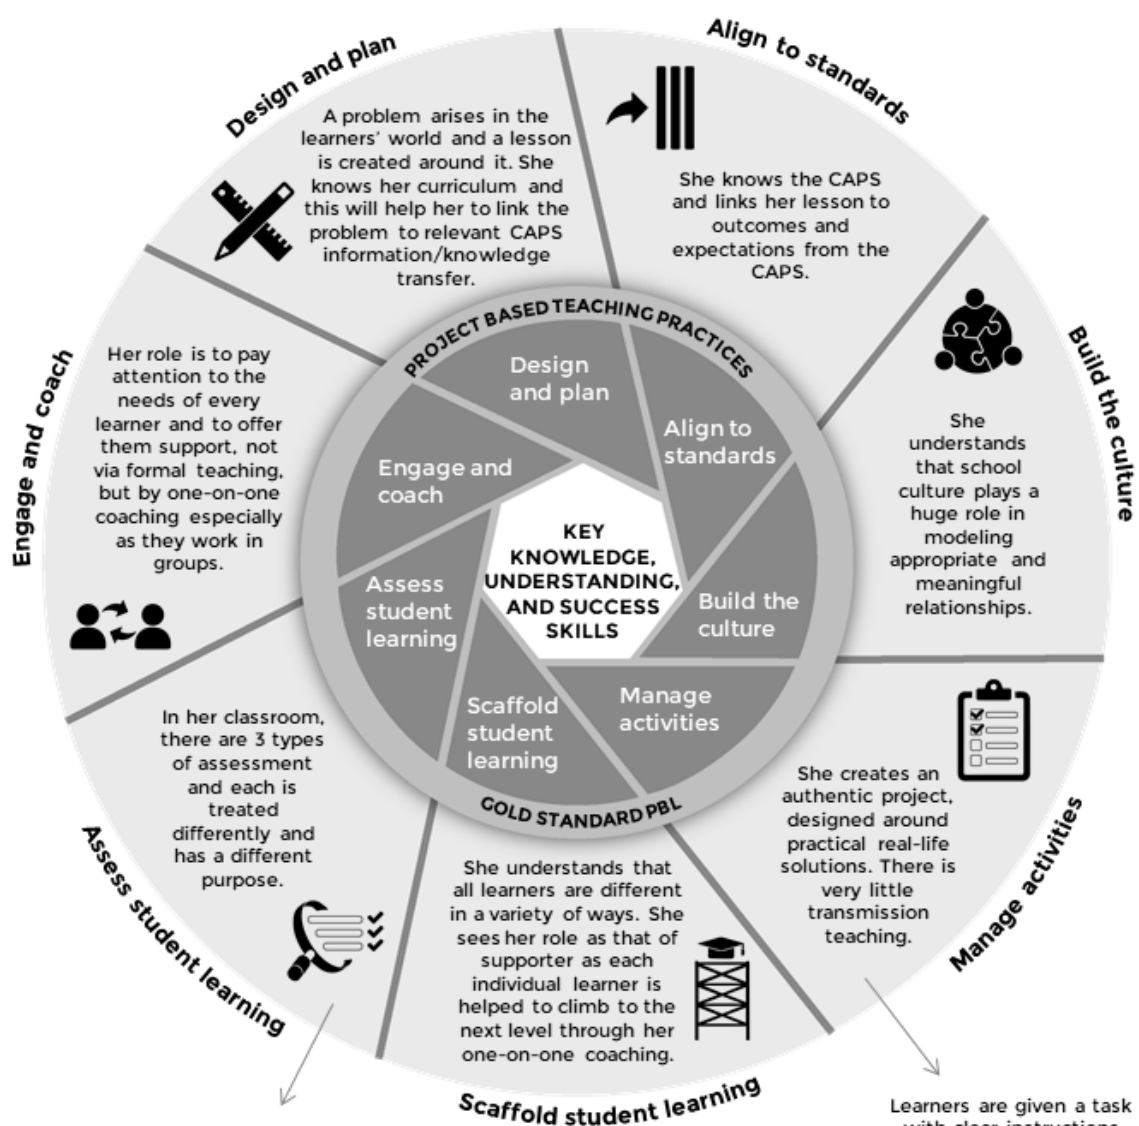 Design and plan
A problem arises in the
learners' world and a lesson
is created around it. She
knows her curriculum and
this will help her to link the
problem to relevant CAPS
information/knowledge
transfer.
Align to standards
She knows the CAPS
and links her lesson to
outcomes and
expectations from the
CAPS.
Build the culture
She
understands
that school
culture plays a
huge role in
modeling
appropriate and
meaningful
relationships.
Manage activities
She creates an
authentic project,
designed around
practical real-life
solutions. There is
very little
transmission
teaching.
Learners are given a task
with clear instructions
Scaffold student learning
She understands that
all learners are different
in a variety of ways. She
sees her role as that of
supporter as each
individual learner is
helped to climb to the
next level through her
one-on-one coaching.
Assess student learning
In her classroom,
there are 3 types
of assessment
and each is
treated
differently and
has a different
purpose.
Engage and coach
Her role is to pay
attention to the
needs of every
learner and to offer
them support, not
via formal teaching,
but by one-on-one
coaching especially
as they work in
groups.
PROJECT BASED TEACHING PRACTICES
Design
and plan
Align to
standards
Build the
culture
Manage
activities
Scaffold
student
learning
Assess
student
learning
Engage and
coach
GOLD STANDARD PBL
KEY
KNOWLEDGE,
UNDERSTANDING,
AND SUCCESS
SKILLS